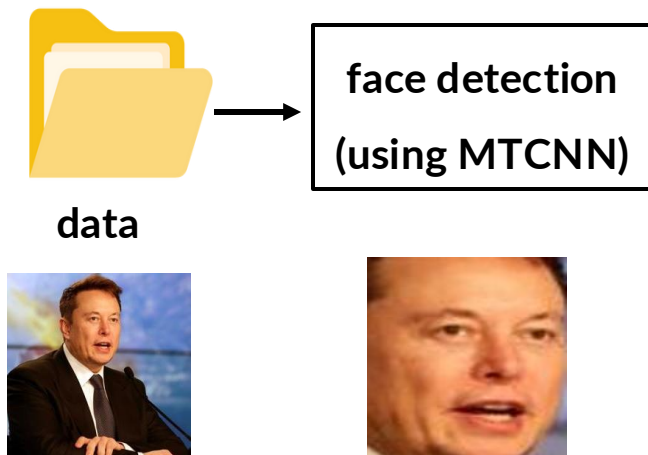 face detection
(using MTCNN)
data